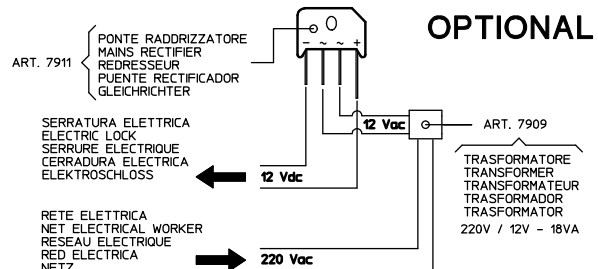 OPTIONAL
ART. 7911
PONTE RADDRIZZATORE
MAINS RECTIFIER
REDRESSEUR
PUENTE RECTIFICADOR
GLEICHRICHTER
- ~ ~ +
SERRATURA ELETTRICA
ELECTRIC LOCK
SERRURE ELECTRIQUE
CERRADURA ELECTRICA
ELEKTROSCHLOSS
12 Vac
12 Vdc
ART. 7909
TRASFORMATORE
TRANSFORMER
TRANSFORMATEUR
TRASFORMADOR
TRASFORMATOR
220V / 12V - 18VA
RETE ELETTRICA
NET ELECTRICAL WORKER
RESEAU ELECTRIQUE
RED ELECTRICA
NETZ
220 Vac